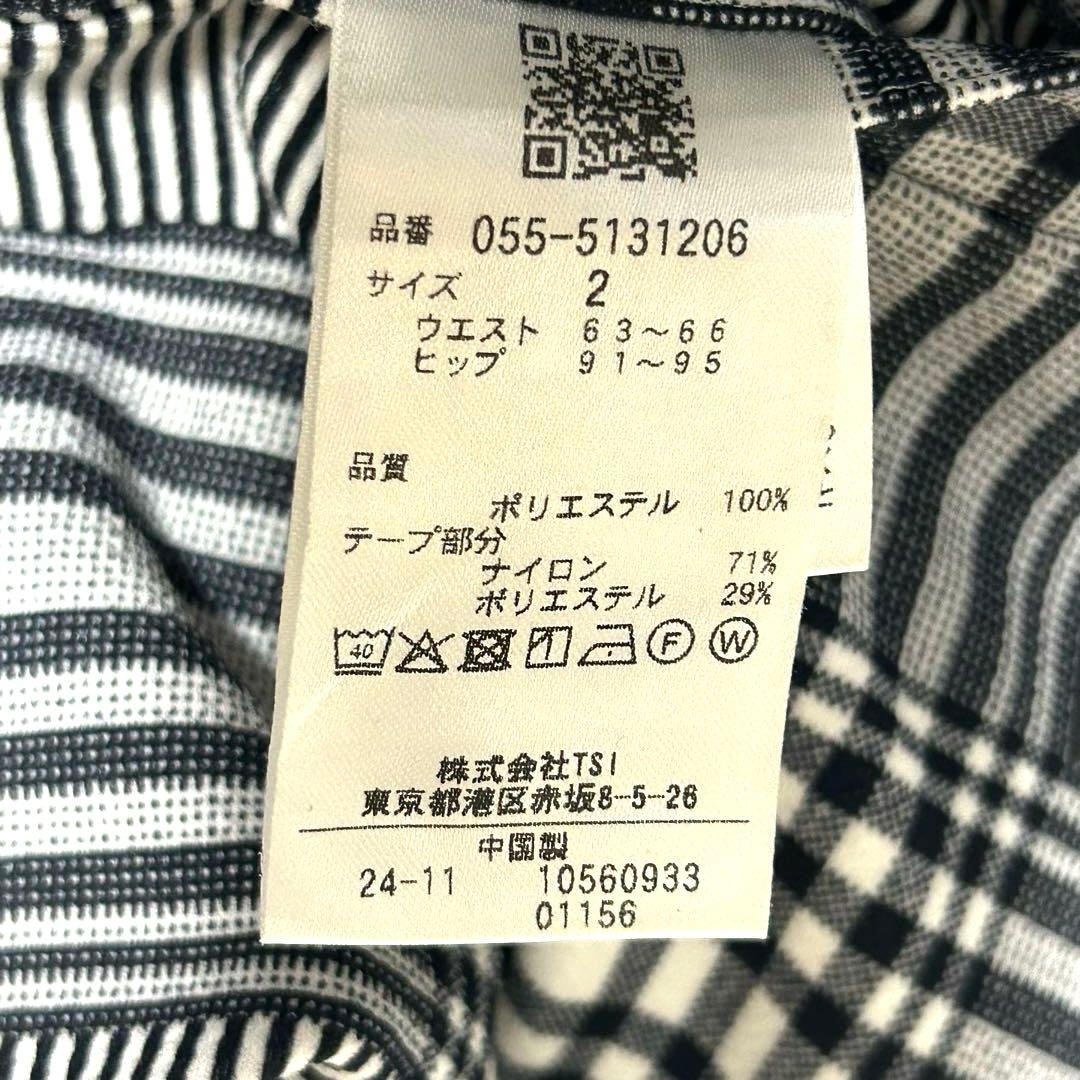 品番 055-5131206
サイズ 2
ウエスト 63～66
ヒップ 91～95
品質
ポリエステル 100%
テープ部分
ナイロン 71%
ポリエステル 29%
40 F W
株式会社TSI
東京都港区赤坂8-5-26
中国製
24-11 10560933
01156